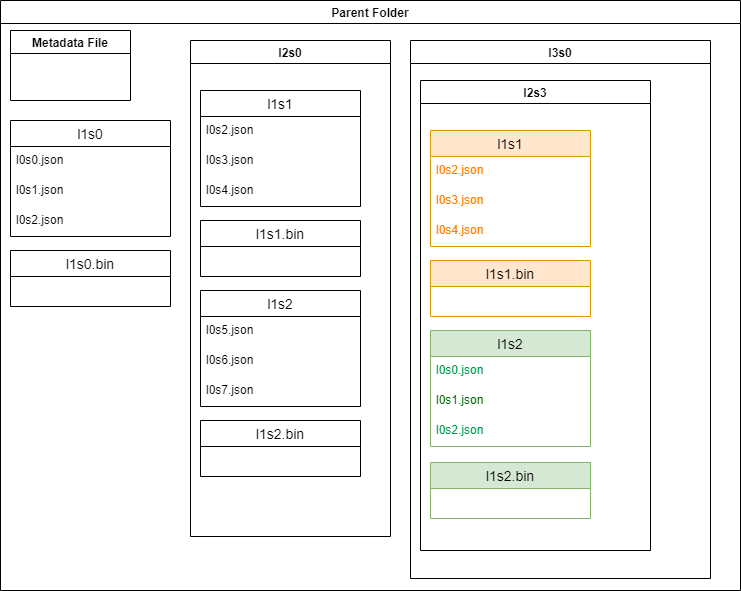 Parent Folder
Metadata File
l1s0
l0s0.json
l0s1.json
l0s2.json
l1s0.bin
l2s0
l1s1
l0s2.json
l0s3.json
l0s4.json
l1s1.bin
l1s2
l0s5.json
l0s6.json
l0s7.json
l1s2.bin
l3s0
l2s3
l1s1
l0s2.json
l0s3.json
l0s4.json
l1s1.bin
l1s2
l0s0.json
l0s1.json
l0s2.json
l1s2.bin